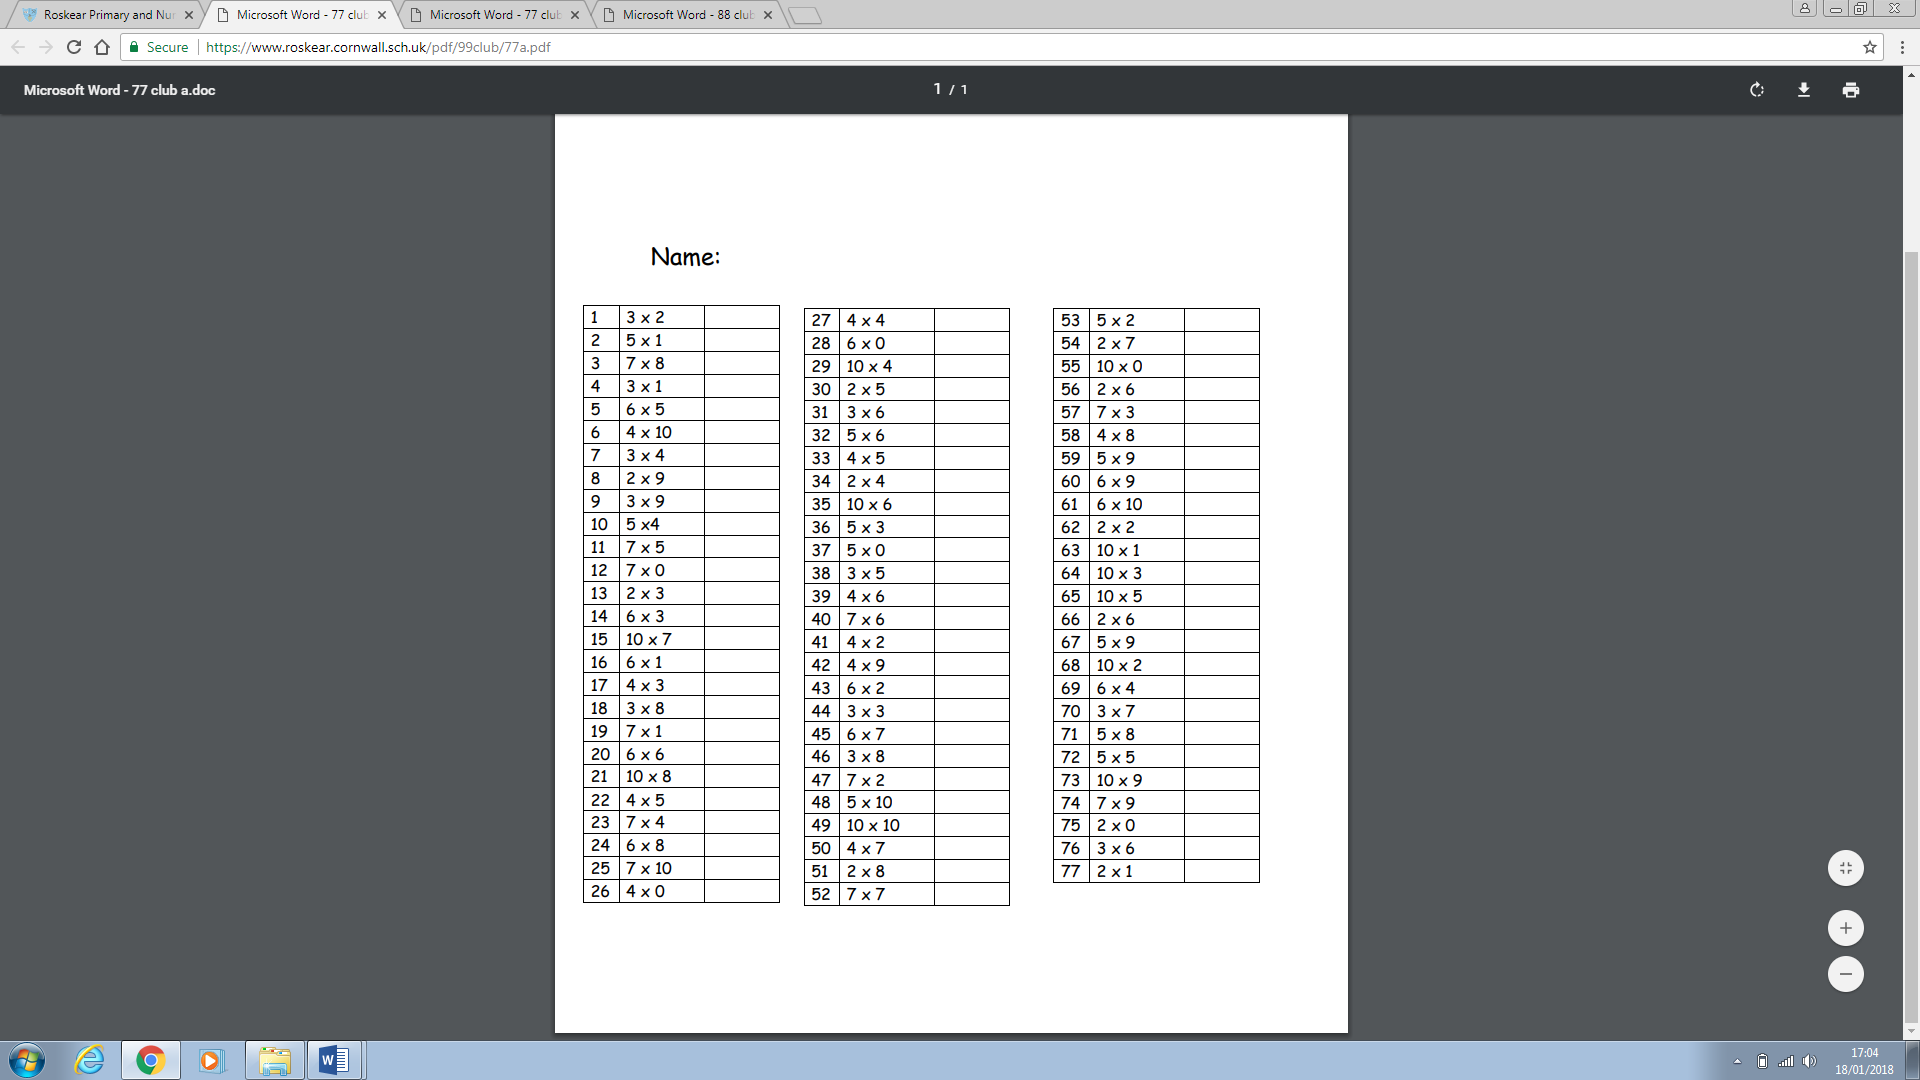 Roskear Primary and Nur
Microsoft Word - 77 club
Microsoft Word - 77 club
Microsoft Word - 88 club
Secure
https://www.roskear.cornwall.sch.uk/pdf/99club/77a.pdf
Microsoft Word - 77 club a.doc
1 / 1
Name:
1 3 x 2
2 5 x 1
3 7 x 8
4 3 x 1
5 6 x 5
6 4 x 10
7 3 x 4
8 2 x 9
9 3 x 9
10 5 x4
11 7 x 5
12 7 x 0
13 2 x 3
14 6 x 3
15 10 x 7
16 6 x 1
17 4 x 3
18 3 x 8
19 7 x 1
20 6 x 6
21 10 x 8
22 4 x 5
23 7 x 4
24 6 x 8
25 7 x 10
26 4 x 0
27 4 x 4
28 6 x 0
29 10 x 4
30 2 x 5
31 3 x 6
32 5 x 6
33 4 x 5
34 2 x 4
35 10 x 6
36 5 x 3
37 5 x 0
38 3 x 5
39 4 x 6
40 7 x 6
41 4 x 2
42 4 x 9
43 6 x 2
44 3 x 3
45 6 x 7
46 3 x 8
47 7 x 2
48 5 x 10
49 10 x 10
50 4 x 7
51 2 x 8
52 7 x 7
53 5 x 2
54 2 x 7
55 10 x 0
56 2 x 6
57 7 x 3
58 4 x 8
59 5 x 9
60 6 x 9
61 6 x 10
62 2 x 2
63 10 x 1
64 10 x 3
65 10 x 5
66 2 x 6
67 5 x 9
68 10 x 2
69 6 x 4
70 3 x 7
71 5 x 8
72 5 x 5
73 10 x 9
74 7 x 9
75 2 x 0
76 3 x 6
77 2 x 1
17:04
18/01/2018